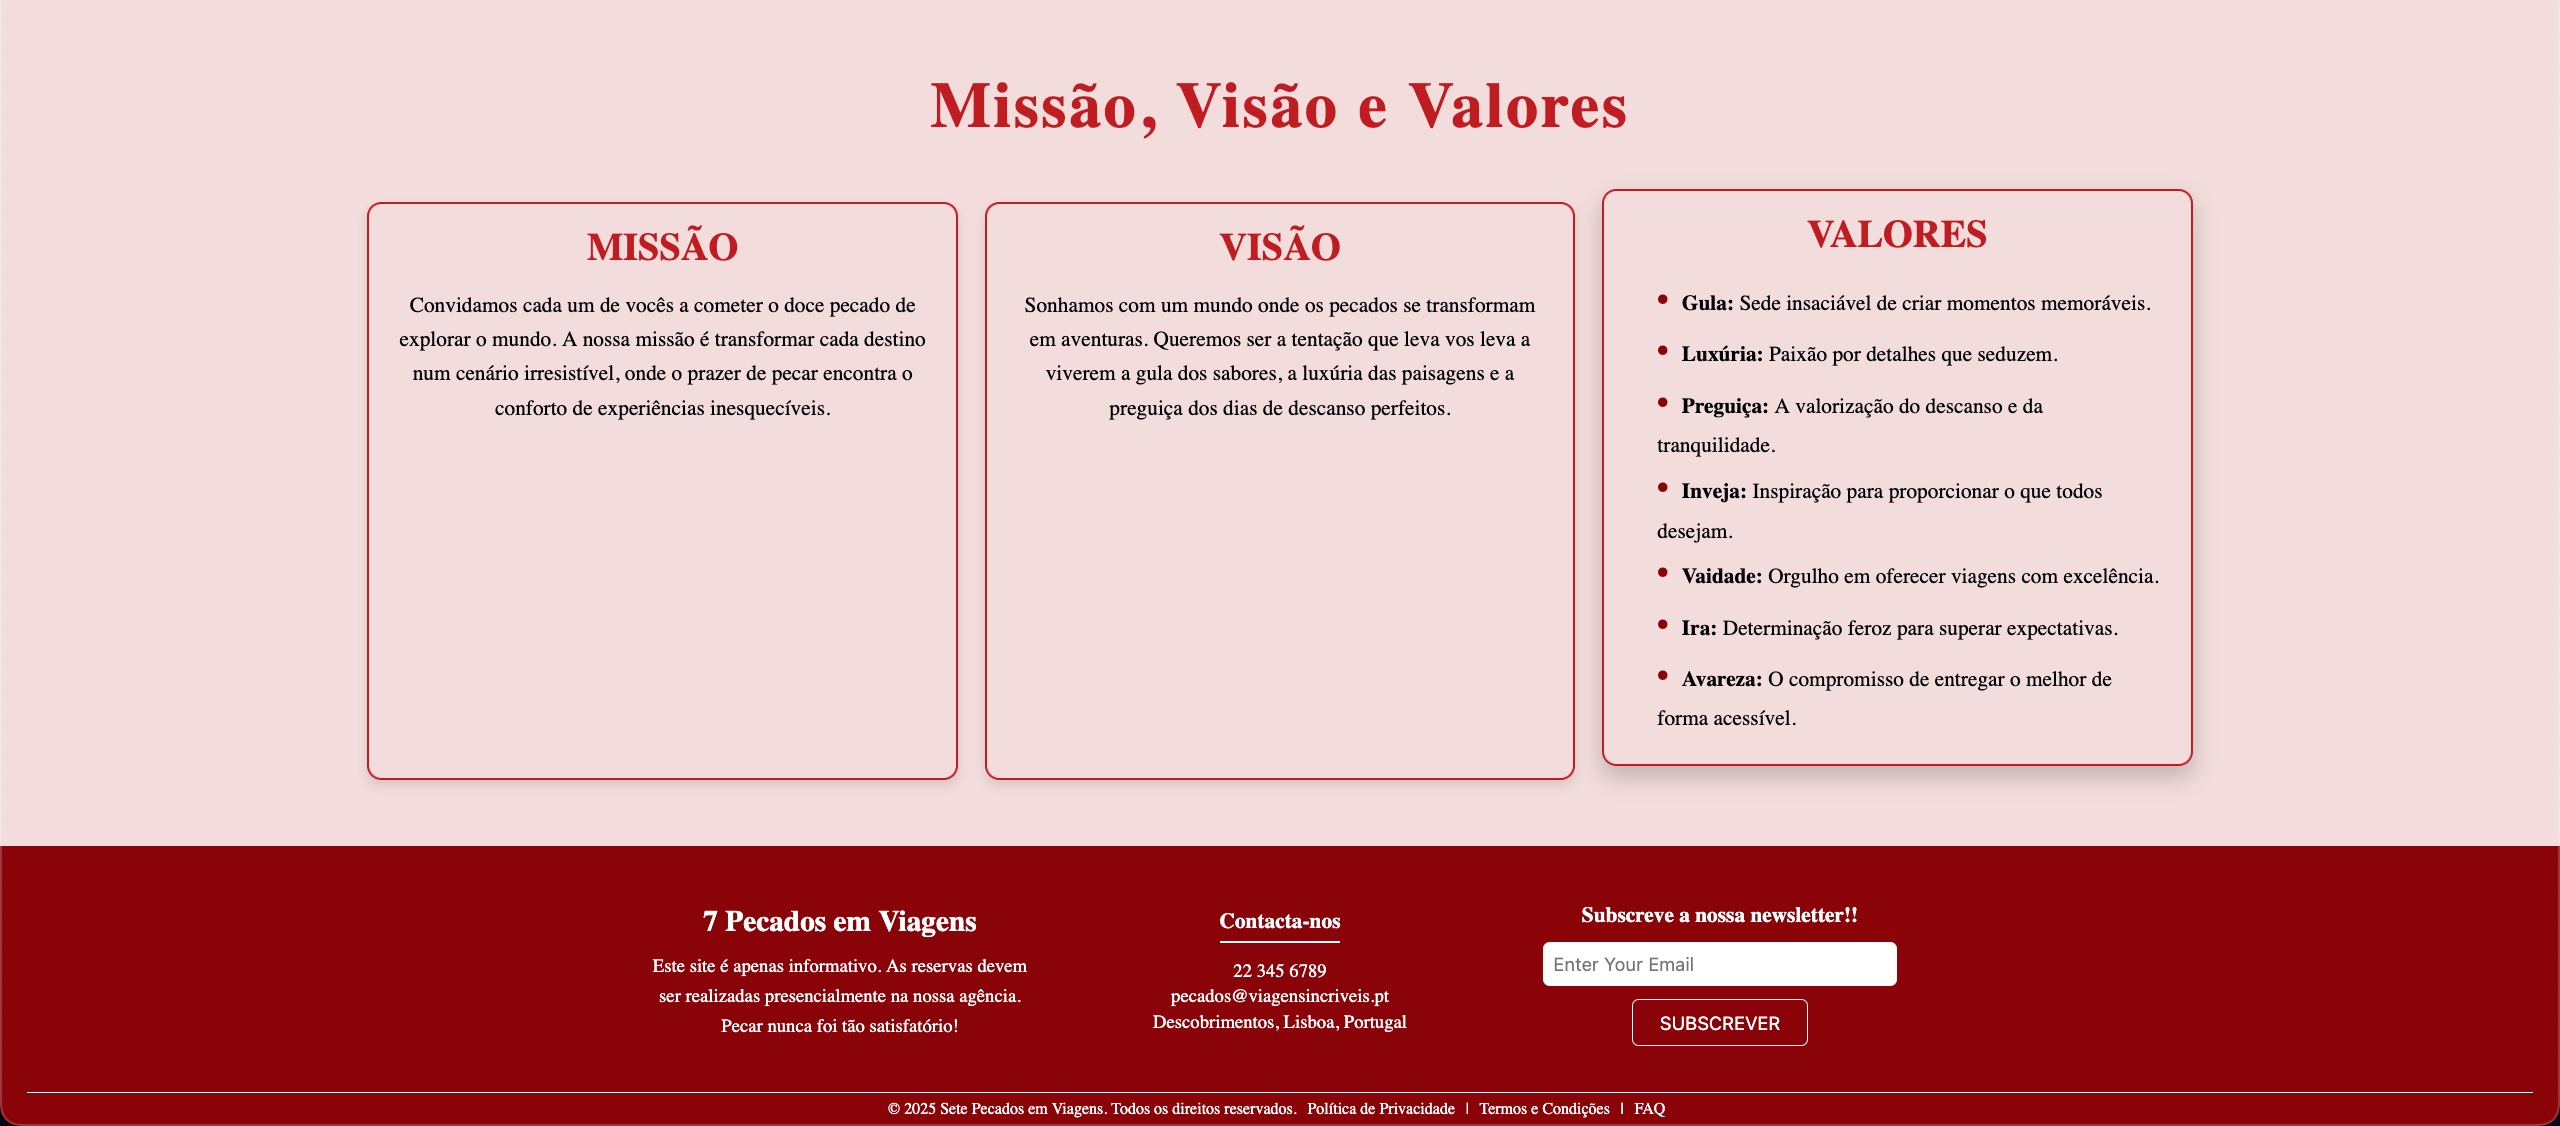 Missão, Visão e Valores
MISSÃO
Convidamos cada um de vocês a cometer o doce pecado de
explorar o mundo. A nossa missão é transformar cada destino
num cenário irresistível, onde o prazer de pecar encontra o
conforto de experiências inesquecíveis.
VISÃO
Sonhamos com um mundo onde os pecados se transformam
em aventuras. Queremos ser a tentação que leva vos leva a
viverem a gula dos sabores, a luxúria das paisagens e a
preguiça dos dias de descanso perfeitos.
VALORES
• Gula: Sede insaciável de criar momentos memoráveis.
• Luxúria: Paixão por detalhes que seduzem.
• Preguiça: A valorização do descanso e da
tranquilidade.
• Inveja: Inspiração para proporcionar o que todos
desejam.
• Vaidade: Orgulho em oferecer viagens com excelência.
• Ira: Determinação feroz para superar expectativas.
• Avareza: O compromisso de entregar o melhor de
forma acessível.
7 Pecados em Viagens
Este site é apenas informativo. As reservas devem
ser realizadas presencialmente na nossa agência.
Pecar nunca foi tão satisfatório!
Contacta-nos
22 345 6789
pecados@viagensincriveis.pt
Descobrimentos, Lisboa, Portugal
Subscreve a nossa newsletter!!
Enter Your Email
SUBSCREVER
© 2025 Sete Pecados em Viagens. Todos os direitos reservados. Política de Privacidade | Termos e Condições | FAQ